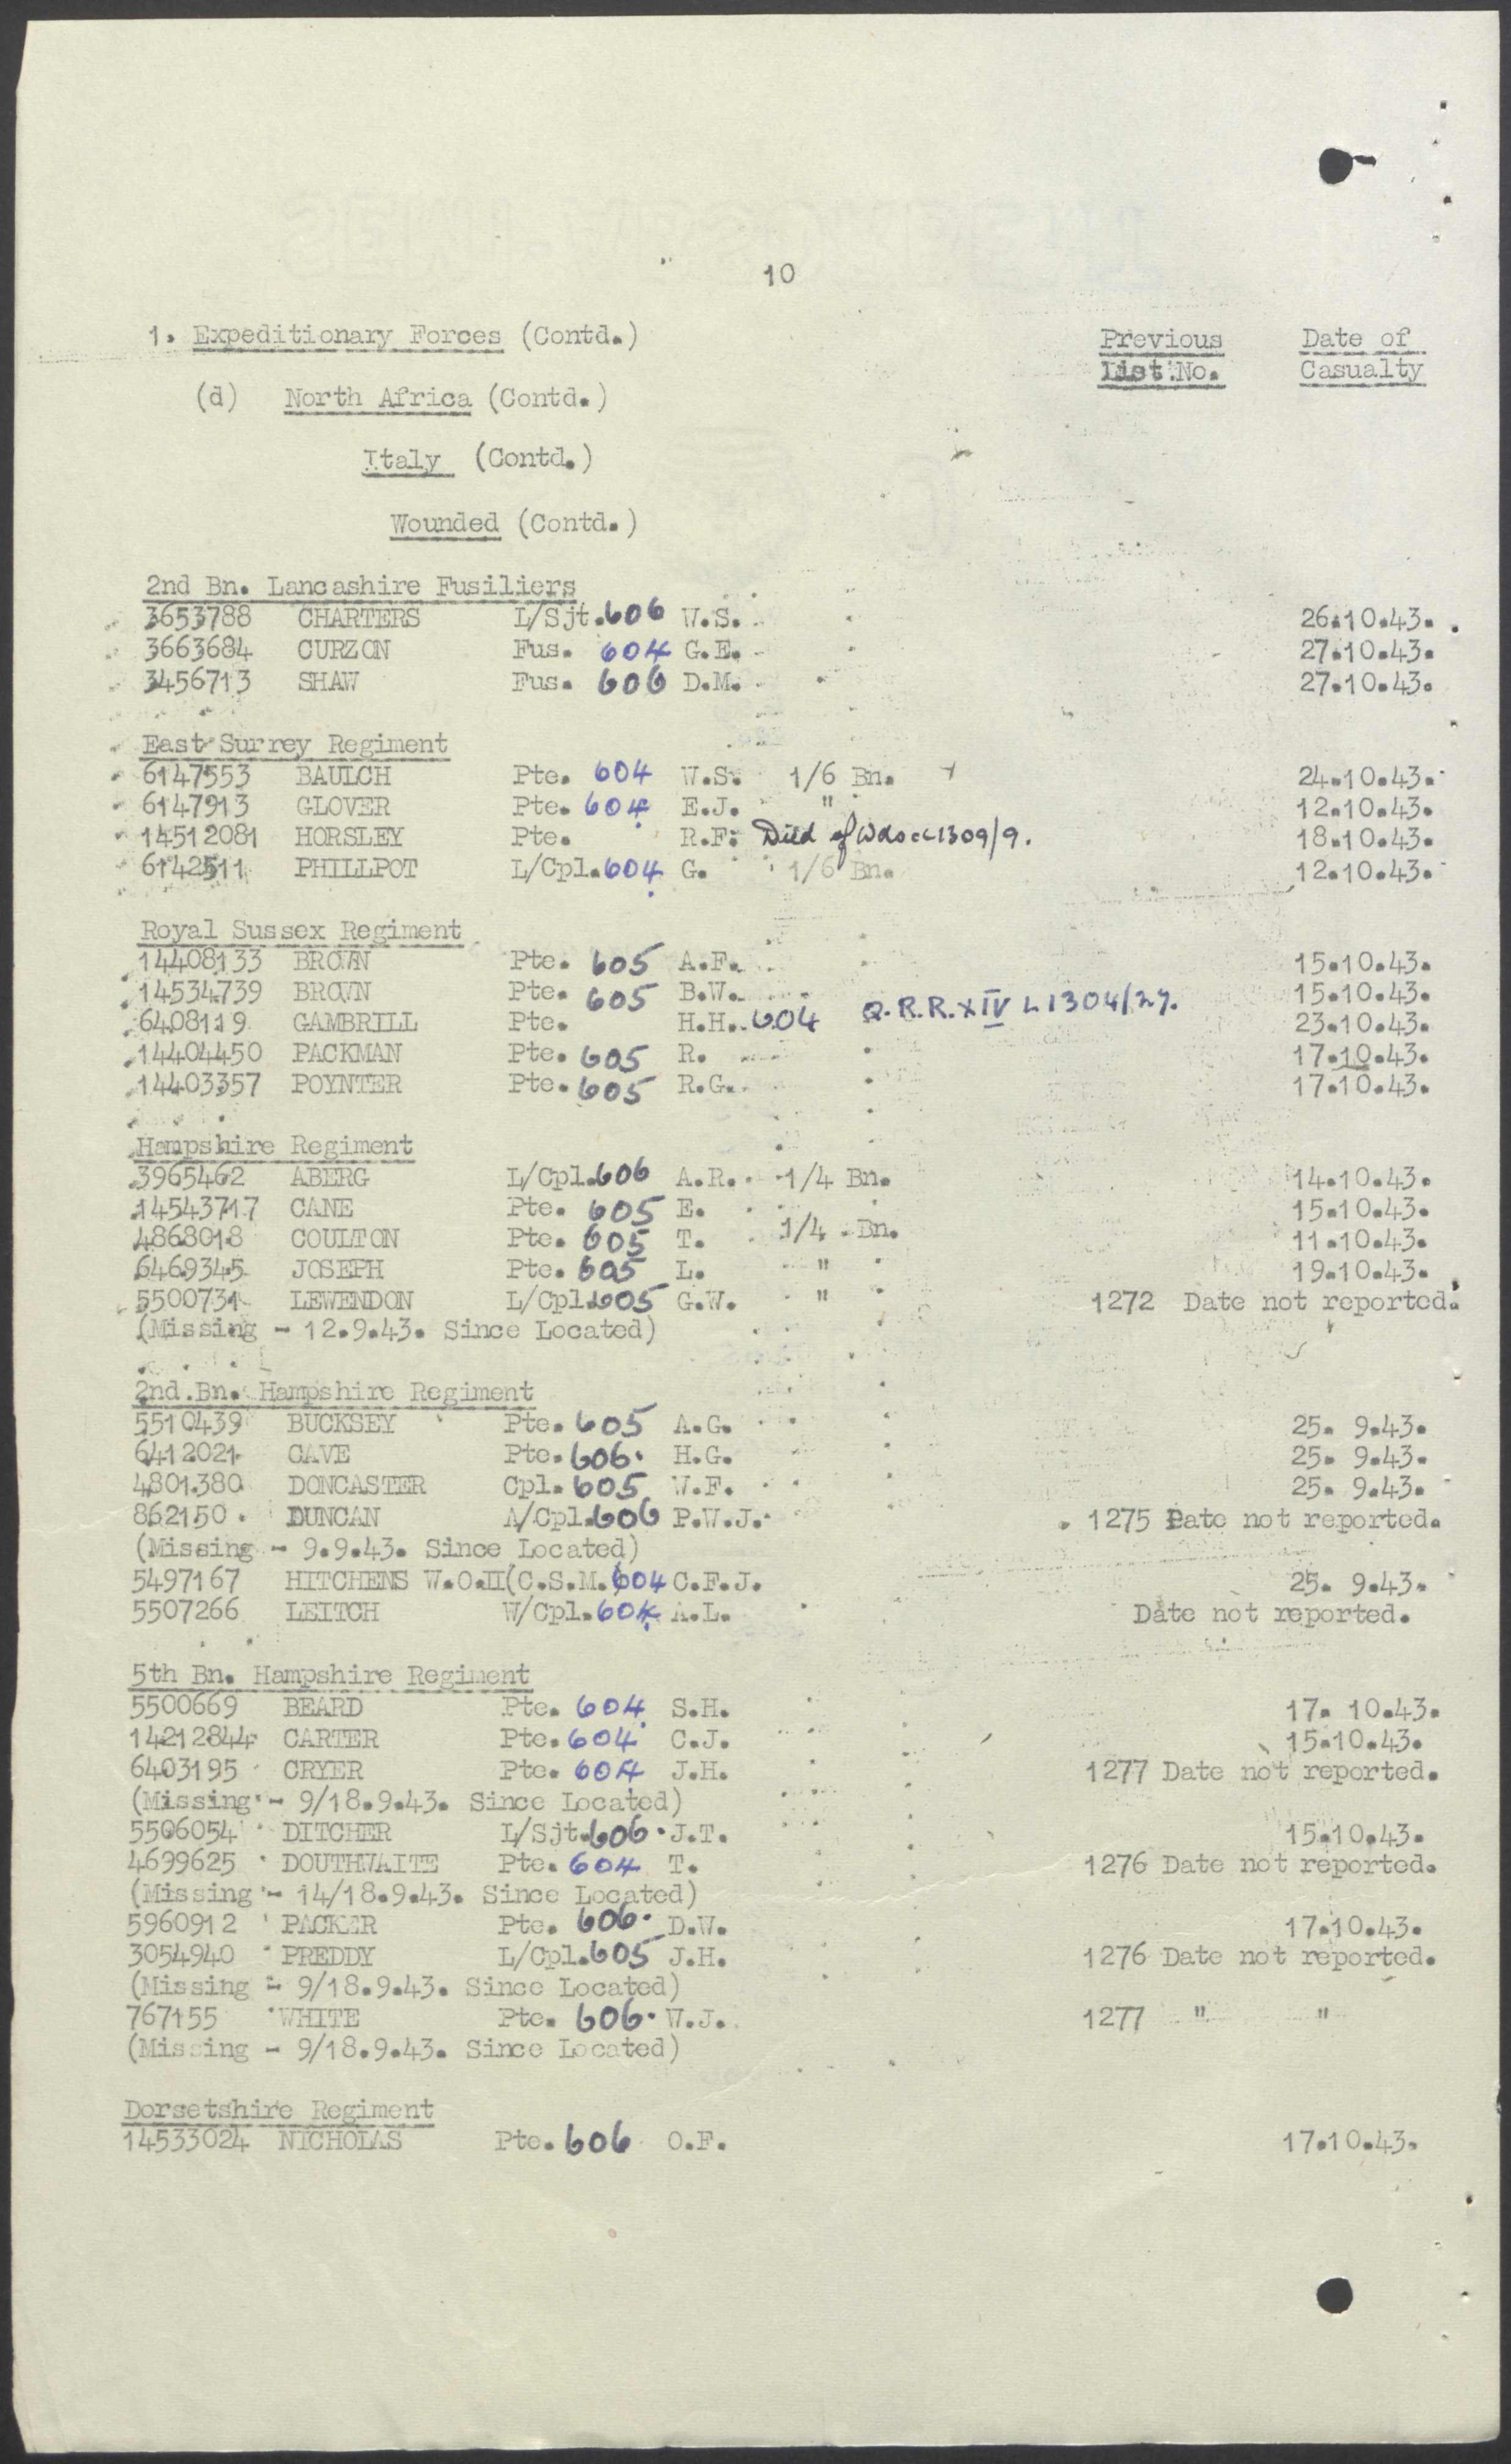 10
1. Expeditionary Forces (Contd.) Previous Date of
List No. Casualty
(d) North Africa (Contd.)
Italy (Contd.)
Wounded (Contd.)
2nd Bn. Lancashire Fusiliers
3653788 CHARTERS L/Sjt. 606 W.S. 26.10.43.
3663684 CURZON Fus. 604 G.E. 27.10.43.
3456713 SHAW Fus. 606 D.M. 27.10.43.
East Surrey Regiment
6147553 BAULCH Pte. 604 W.S. 1/6 Bn. 24.10.43.
6147913 GLOVER Pte. 604 E.J. " 12.10.43.
14512081 HORSLEY Pte. R.F. Died of Wds 1309/9. 18.10.43.
6142511 PHILLPOT L/Cpl. 604 G. 1/6 Bn. 12.10.43.
Royal Sussex Regiment
14408133 BROWN Pte. 605 A.F. 15.10.43.
14534739 BROWN Pte. 605 B.W. 15.10.43.
6408119 GAMBRILL Pte. H.H. 604 Q.R.R. XIV L 1304/27. 23.10.43.
14404450 PACKMAN Pte. 605 R. 17.10.43.
14403357 POYNTER Pte. 605 R.G. 17.10.43.
Hampshire Regiment
3965462 ABERG L/Cpl. 606 A.R. 1/4 Bn. 14.10.43.
14543717 CANE Pte. 605 E. 15.10.43.
4868018 COULTON Pte. 605 T. 1/4 Bn. 11.10.43.
6469345 JOSEPH Pte. 605 L. " 19.10.43.
5500731 LEWENDON L/Cpl. 605 G.W. " 1272 Date not reported.
(Missing - 12.9.43. Since Located)
2nd Bn. Hampshire Regiment
5510439 BUCKSEY Pte. 605 A.G. 25. 9.43.
6412021 CAVE Pte. 606. H.G. 25. 9.43.
4801380 DONCASTER Cpl. 605 W.F. 25. 9.43.
862150 DUNCAN A/Cpl. 606 P.W.J. 1275 Date not reported.
(Missing - 9.9.43. Since Located)
5497167 HITCHENS W.O.II(C.S.M. 604 C.F.J. 25. 9.43.
5507266 LEITCH W/Cpl. 604 A.L. Date not reported.
5th Bn. Hampshire Regiment
5500669 BEARD Pte. 604 S.H. 17. 10.43.
14212844 CARTER Pte. 604 C.J. 15.10.43.
6403195 CRYER Pte. 604 J.H. 1277 Date not reported.
(Missing - 9/18.9.43. Since Located)
5506054 DITCHER L/Sjt. 606. J.T. 15.10.43.
4699625 DOUTHWAITE Pte. 604 T. 1276 Date not reported.
(Missing - 14/18.9.43. Since Located)
5960912 PACKER Pte. 606. D.W. 17.10.43.
3054940 PREDDY L/Cpl. 605 J.H. 1276 Date not reported.
(Missing - 9/18.9.43. Since Located)
767155 WHITE Pte. 606. W.J. 1277 " "
(Missing - 9/18.9.43. Since Located)
Dorsetshire Regiment
14533024 NICHOLAS Pte. 606 O.F. 17.10.43.